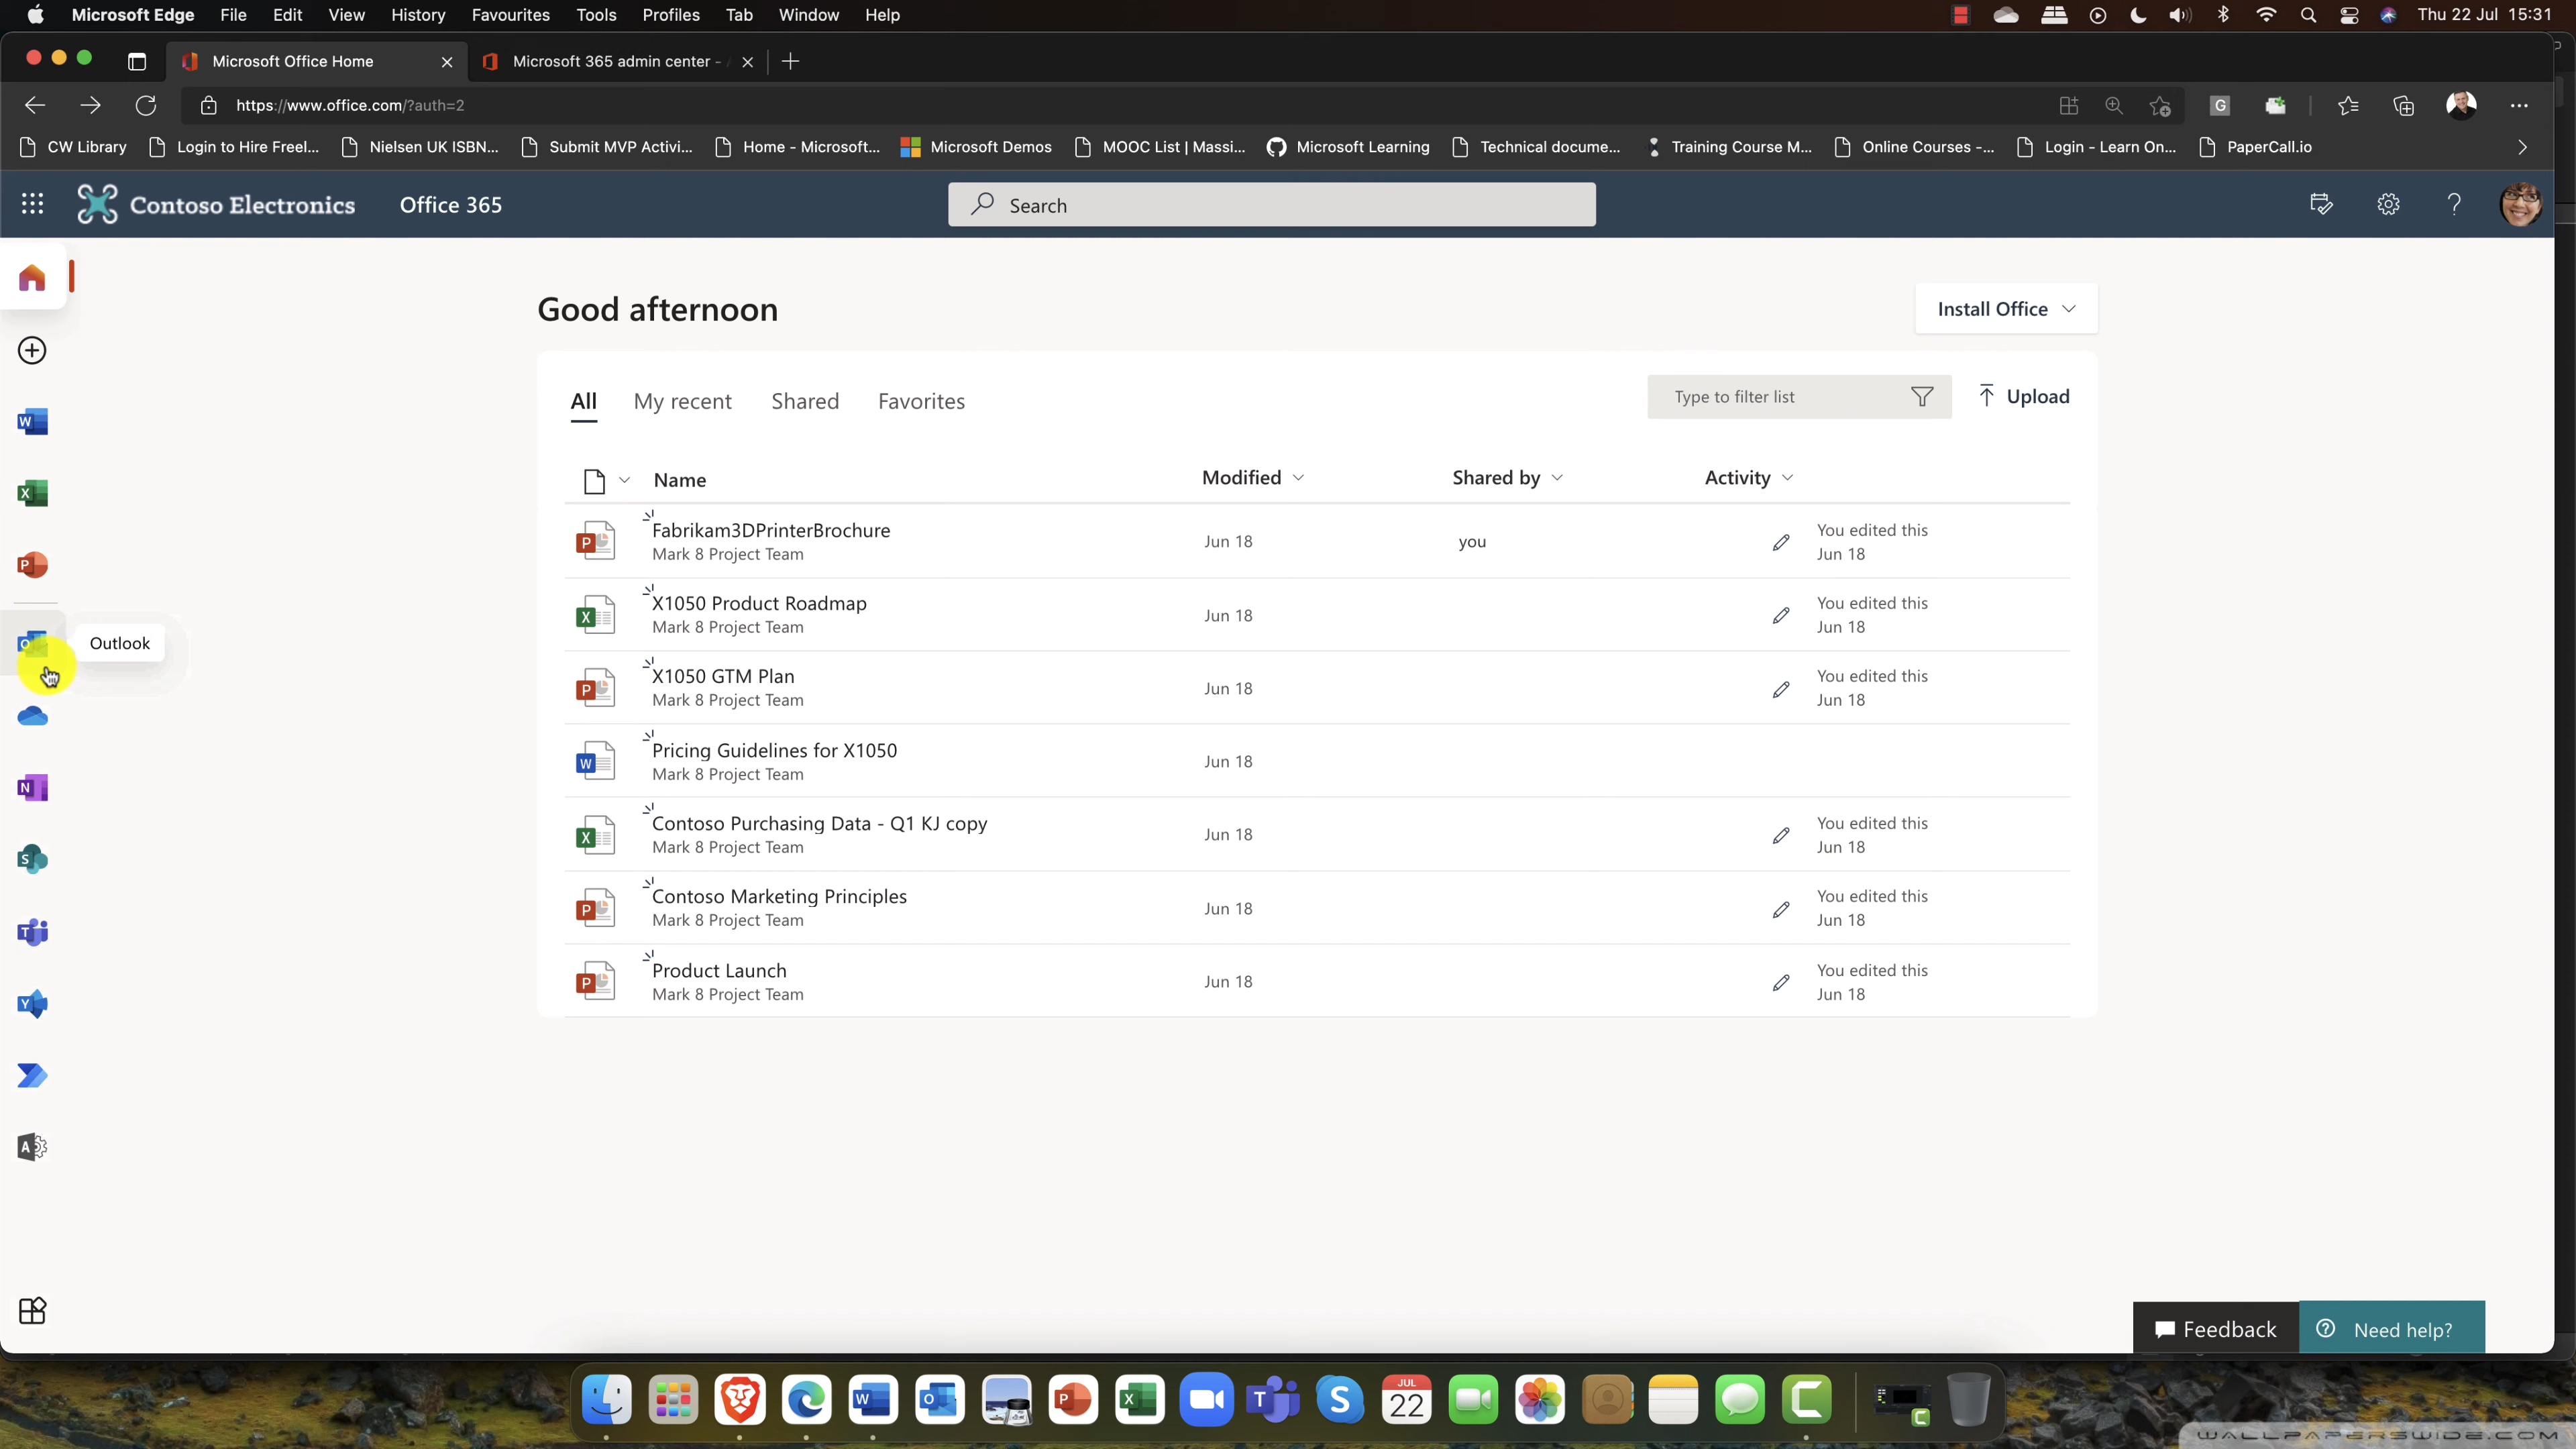 Microsoft Edge File Edit View History Favourites Tools Profiles Tab Window Help Thu 22 Jul 15:31
Microsoft Office Home Microsoft 365 admin center -
https://www.office.com/?auth=2
G
CW Library Login to Hire Freel... Nielsen UK ISBN... Submit MVP Activi... Home - Microsoft... Microsoft Demos MOOC List | Massi... Microsoft Learning Technical docume... Training Course M... Online Courses -... Login - Learn On... PaperCall.io
Contoso Electronics Office 365 Search
Good afternoon Install Office
All My recent Shared Favorites Type to filter list Upload
Name Modified Shared by Activity
Fabrikam3DPrinterBrochure
Mark 8 Project Team
Jun 18 you
You edited this
Jun 18
X1050 Product Roadmap
Mark 8 Project Team
Jun 18
You edited this
Jun 18
Outlook
X1050 GTM Plan
Mark 8 Project Team
Jun 18
You edited this
Jun 18
Pricing Guidelines for X1050
Mark 8 Project Team
Jun 18
Contoso Purchasing Data - Q1 KJ copy
Mark 8 Project Team
Jun 18
You edited this
Jun 18
Contoso Marketing Principles
Mark 8 Project Team
Jun 18
You edited this
Jun 18
Product Launch
Mark 8 Project Team
Jun 18
You edited this
Jun 18
Feedback Need help?
JUL
22
WALLPAPERSWIDE.COM